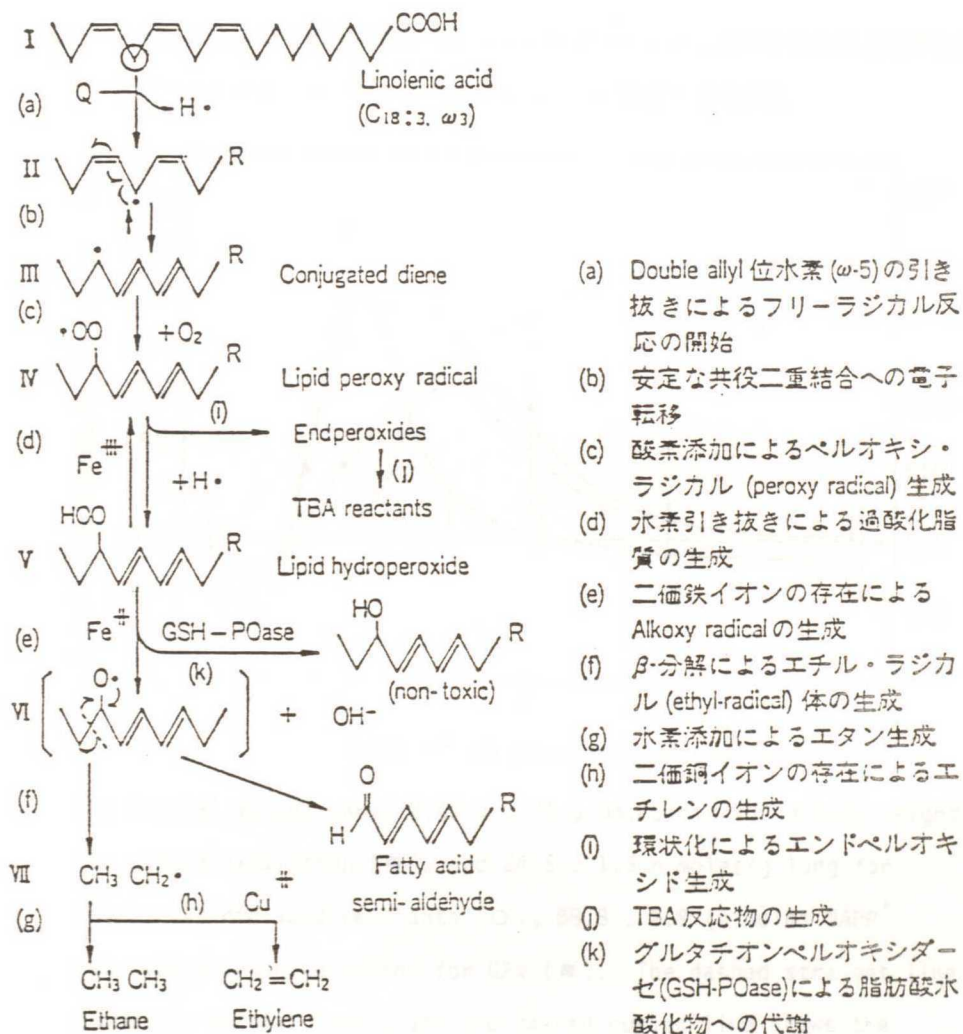 I
COOH
Linolenic acid
(C18:3, ω3)
(a)
Q
H •
II
R
(b)
III
R
Conjugated diene
(c)
•OO
+O2
IV
R
Lipid peroxy radical
(i)
(d)
Fe
+H •
Endperoxides
(j)
TBA reactants
HOO
V
R
Lipid hydroperoxide
(e)
Fe
GSH-POase
(k)
HO
R
(non-toxic)
VI
O•
+
OH-
(f)
O
H
R
Fatty acid
semi-aldehyde
VII
CH3 CH2•
(g)
(h)
Cu
CH3 CH3
CH2=CH2
Ethane
Ethylene
(a) Double allyl 位水素(ω-5)の引き
抜きによるフリーラジカル反
応の開始
(b) 安定な共役二重結合への電子
転移
(c) 酸素添加によるペルオキシ・
ラジカル (peroxy radical) 生成
(d) 水素引き抜きによる過酸化脂
質の生成
(e) 二価鉄イオンの存在による
Alkoxy radical の生成
(f) β-分解によるエチル・ラジカ
ル (ethyl-radical) 体の生成
(g) 水素添加によるエタン生成
(h) 二価銅イオンの存在によるエ
チレンの生成
(i) 環状化によるエンドペルオキ
シド生成
(j) TBA 反応物の生成
(k) グルタチオンペルオキシダー
ゼ(GSH-POase)による脂肪酸水
酸化物への代謝